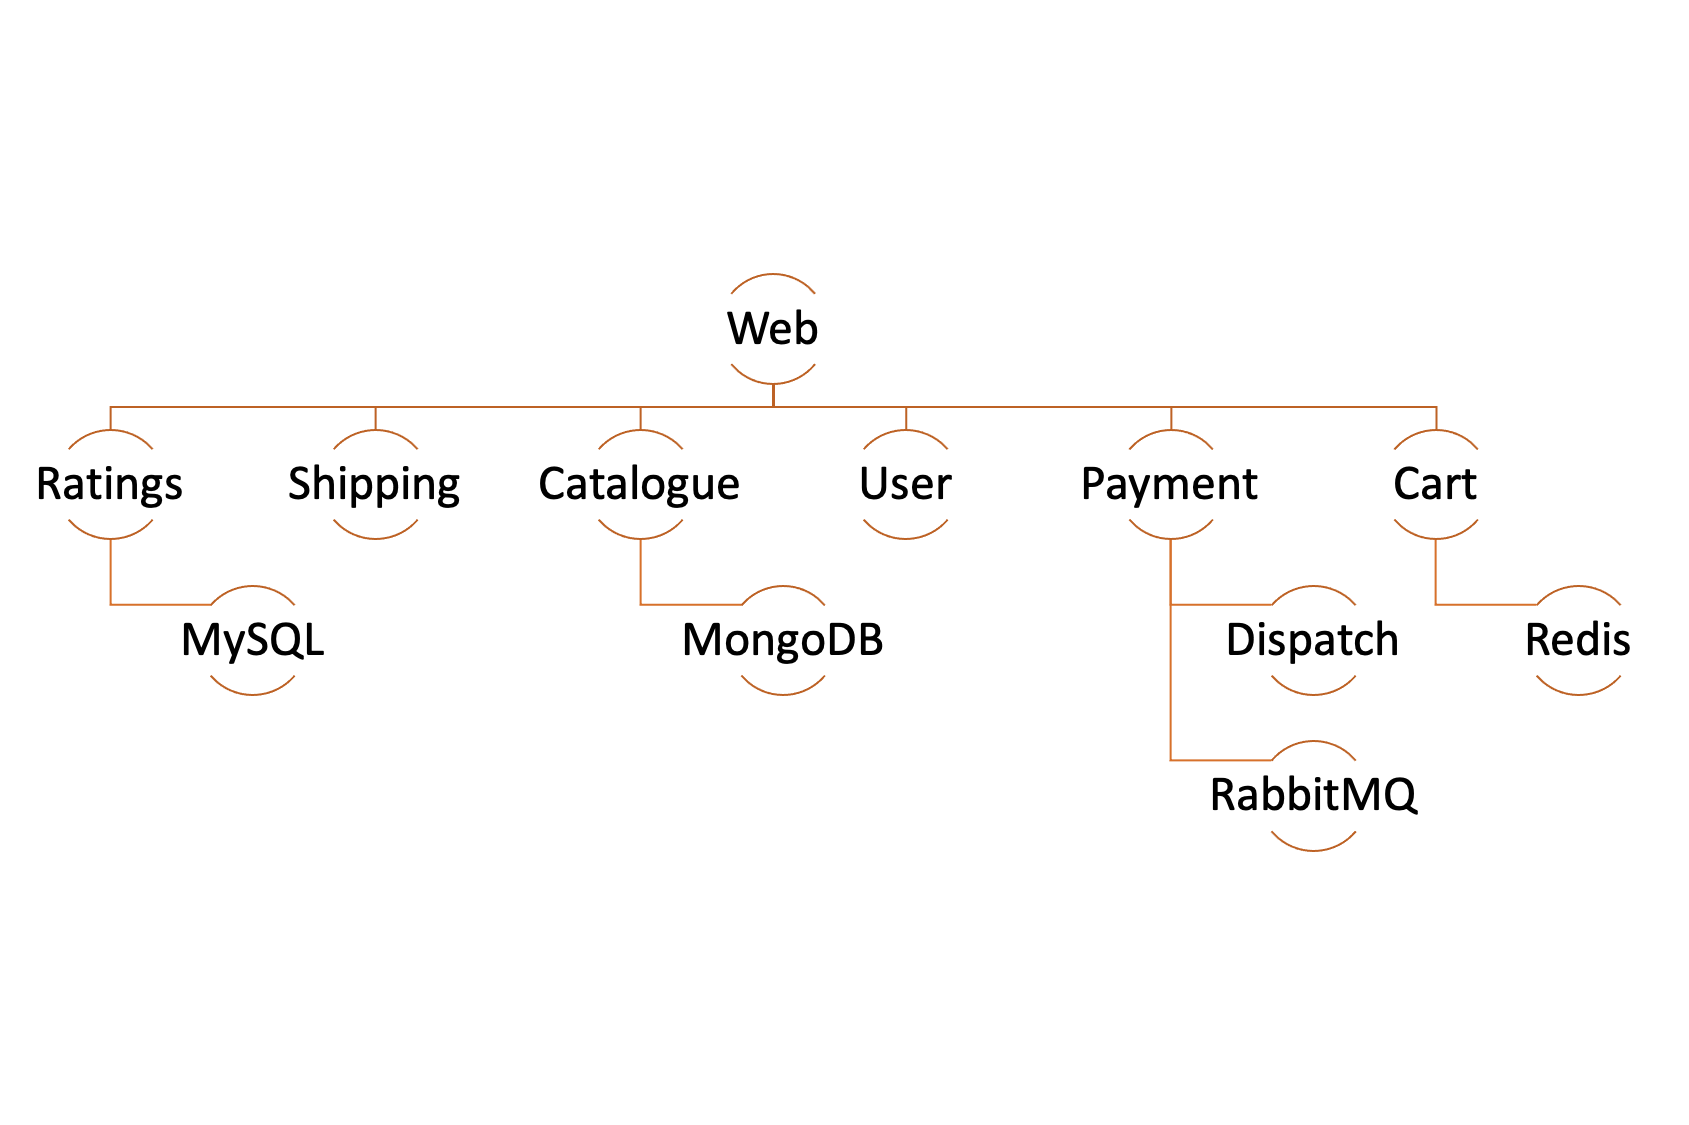 Web
Ratings
Shipping
Catalogue
User
Payment
Cart
MySQL
MongoDB
Dispatch
Redis
RabbitMQ